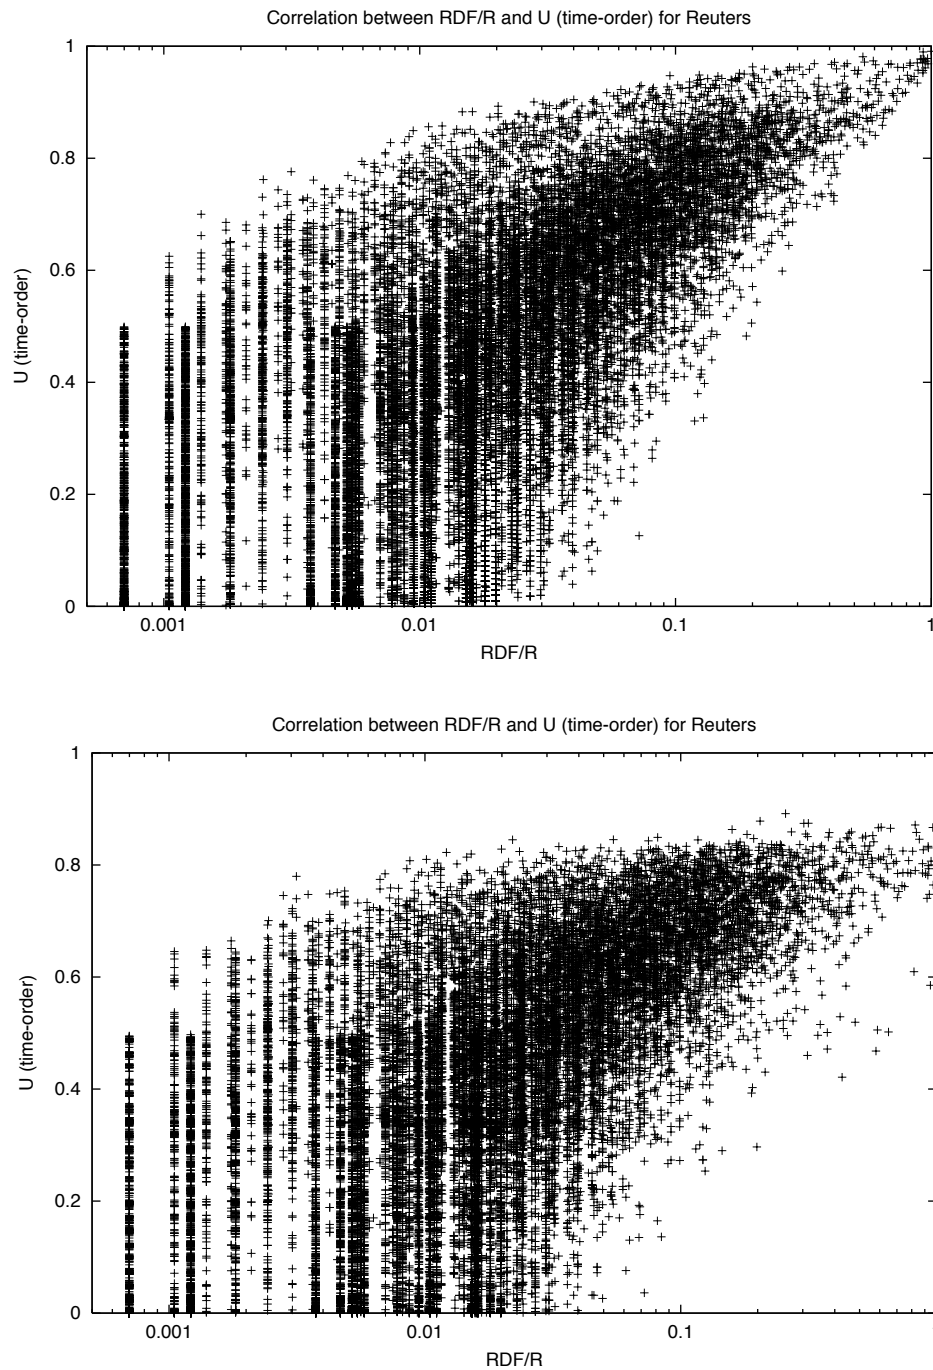 Correlation between RDF/R and U (time-order) for Reuters
1
0.8
0.6
0.4
0.2
0
U (time-order)
0.001 0.01 0.1 1
RDF/R
Correlation between RDF/R and U (time-order) for Reuters
1
0.8
0.6
0.4
0.2
0
U (time-order)
0.001 0.01 0.1
RDF/R